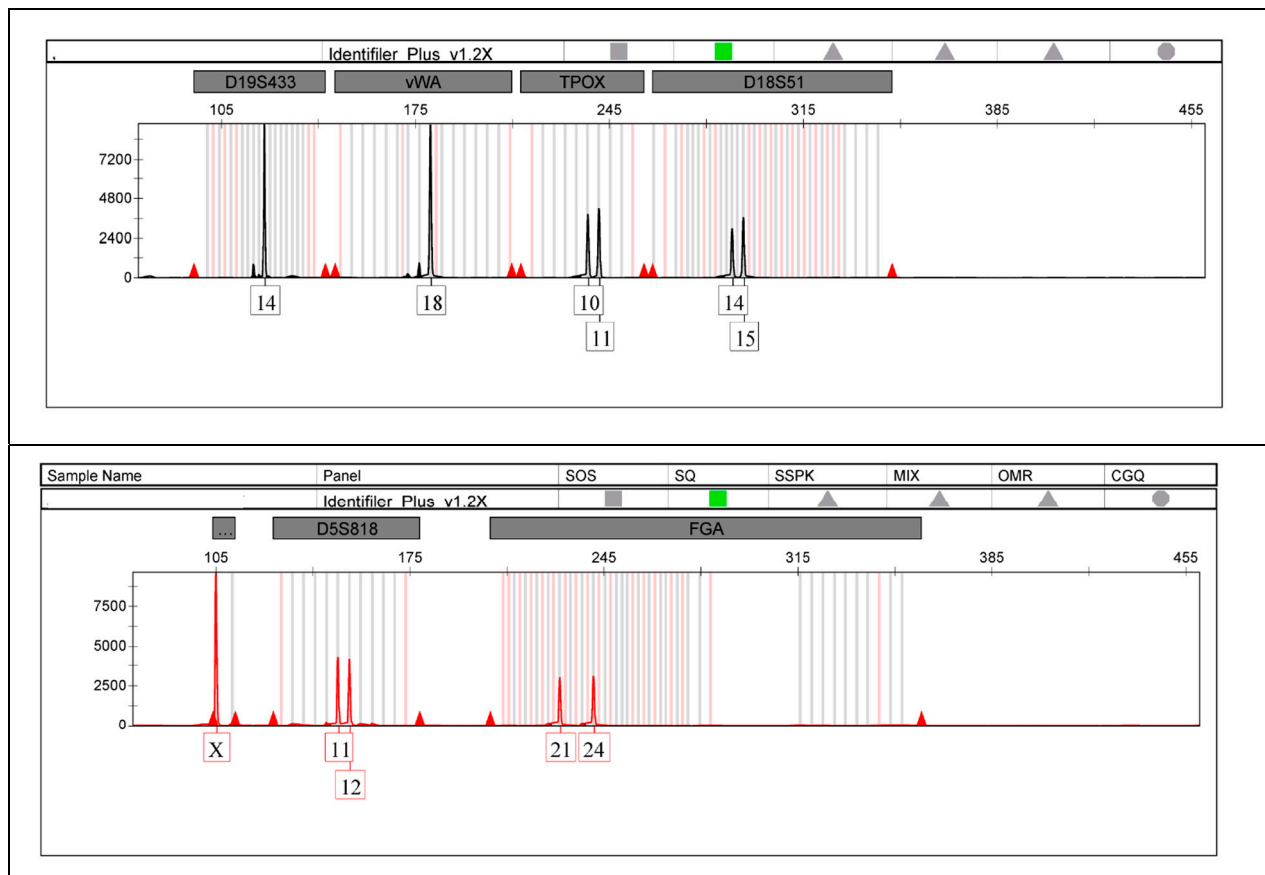 , Identifiler_Plus_v1.2X
D19S433 vWA TPOX D18S51
105 175 245 315 385 455
7200
4800
2400
0
14 18 10 14
11 15
Sample Name Panel SOS SQ SSPK MIX OMR CGQ
Identifiler_Plus_v1.2X
... D5S818 FGA
105 175 245 315 385 455
7500
5000
2500
0
X 11 21 24
12